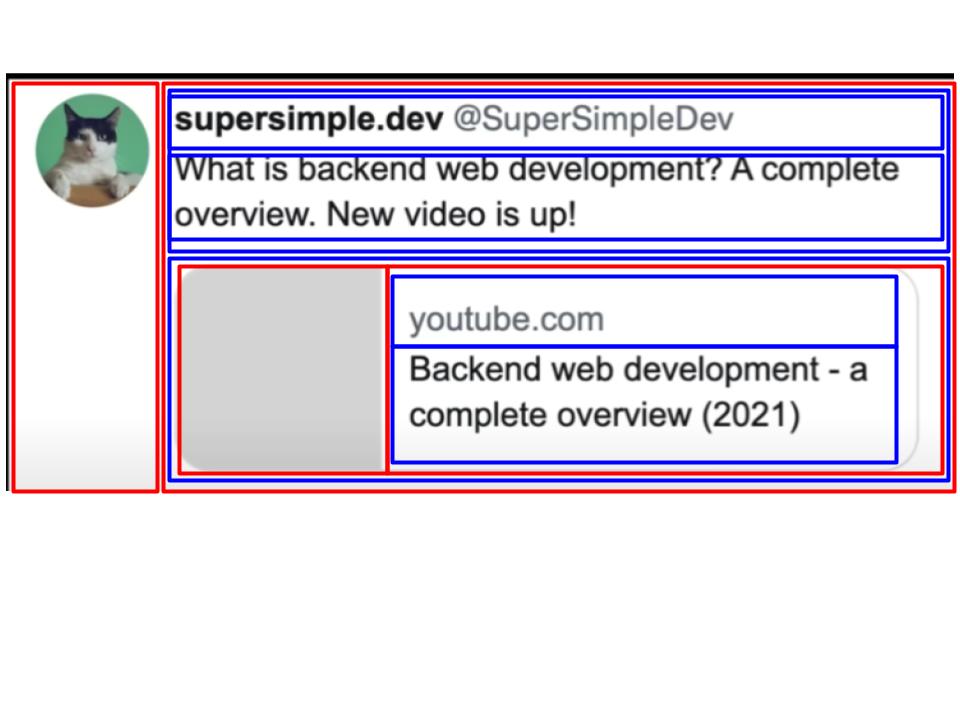 supersimple.dev @SuperSimpleDev
What is backend web development? A complete
overview. New video is up!
youtube.com
Backend web development - a
complete overview (2021)